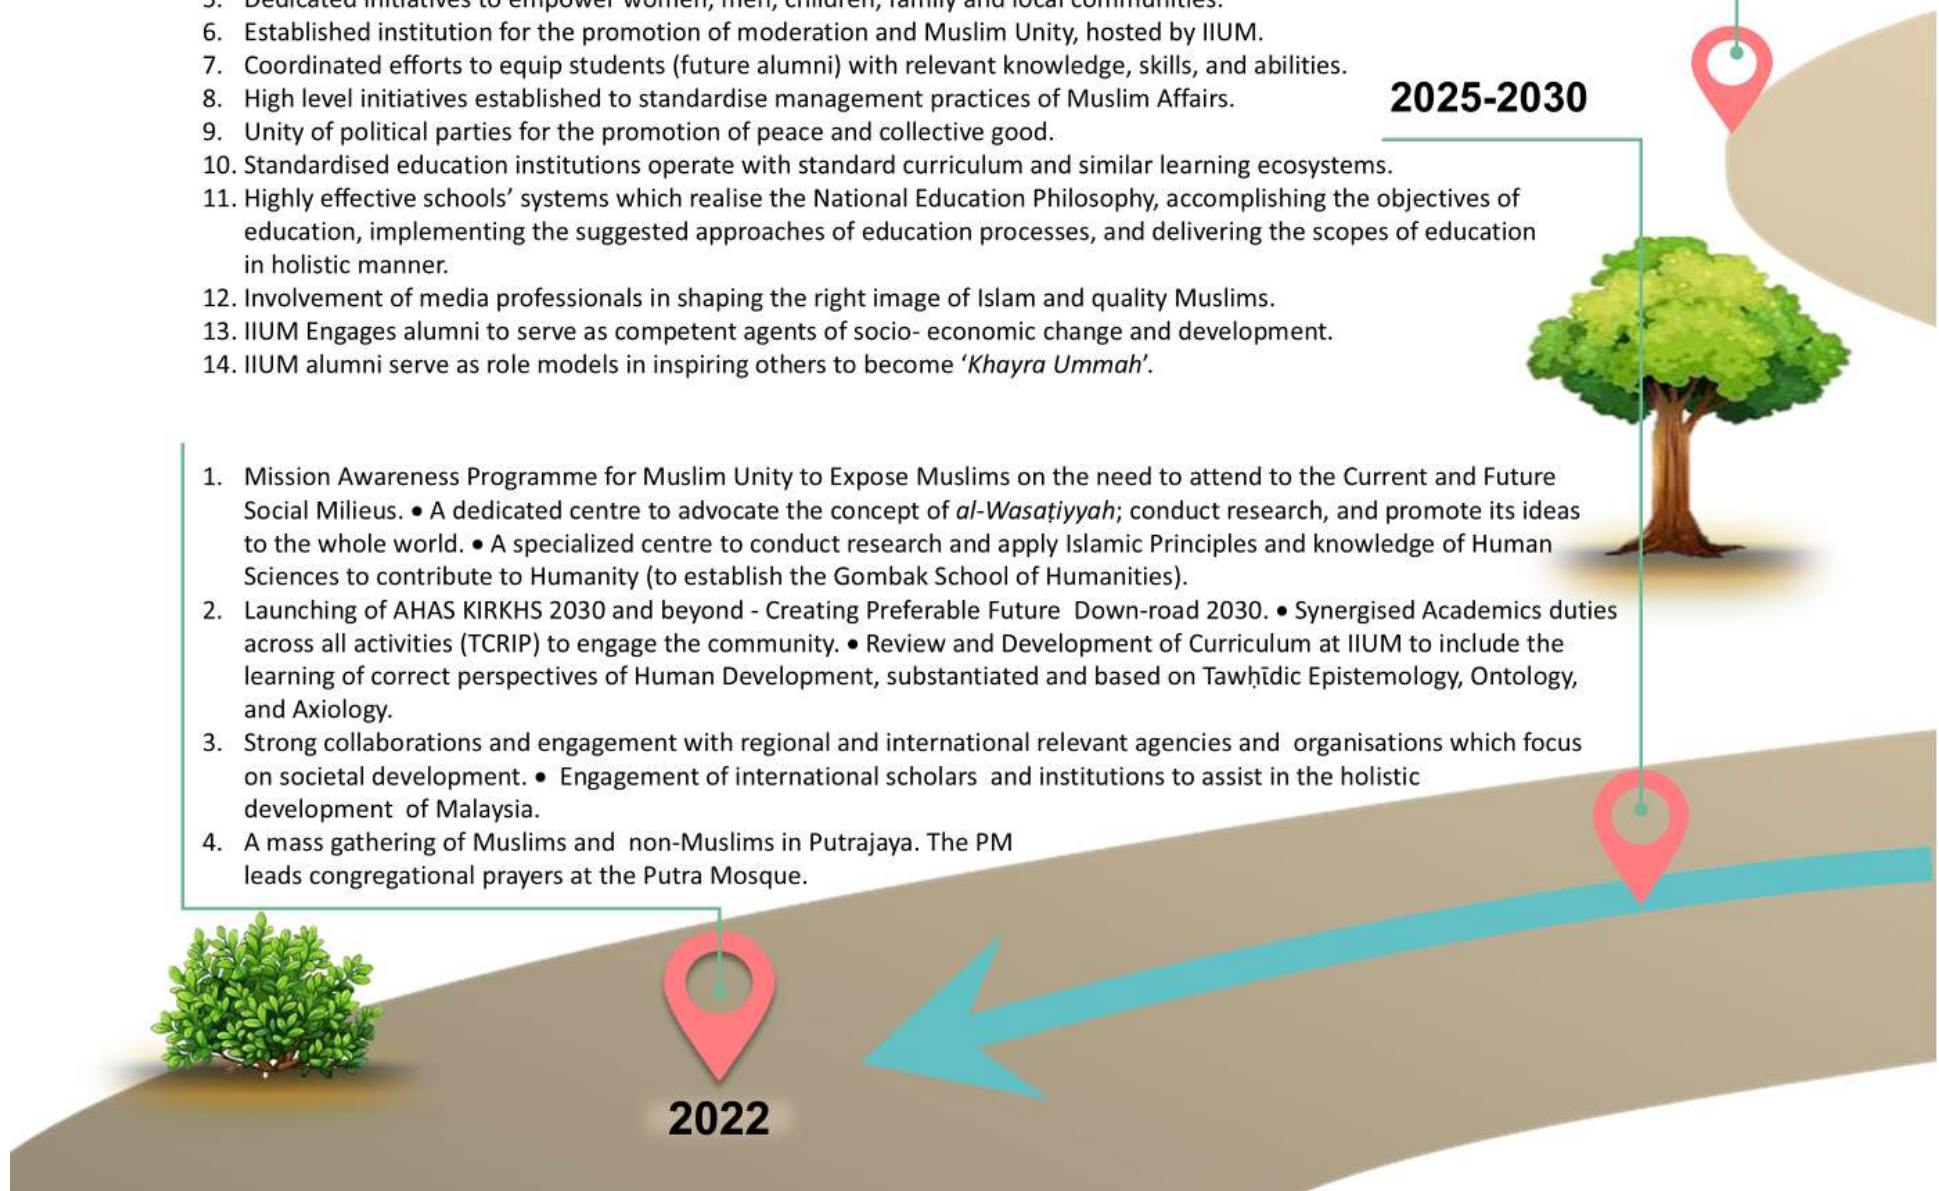 5. Dedicated initiatives to empower women, men, children, family and local communities.
6. Established institution for the promotion of moderation and Muslim Unity, hosted by IIUM.
7. Coordinated efforts to equip students (future alumni) with relevant knowledge, skills, and abilities.
8. High level initiatives established to standardise management practices of Muslim Affairs.
2025-2030
9. Unity of political parties for the promotion of peace and collective good.
10. Standardised education institutions operate with standard curriculum and similar learning ecosystems.
11. Highly effective schools’ systems which realise the National Education Philosophy, accomplishing the objectives of
education, implementing the suggested approaches of education processes, and delivering the scopes of education
in holistic manner.
12. Involvement of media professionals in shaping the right image of Islam and quality Muslims.
13. IIUM Engages alumni to serve as competent agents of socio- economic change and development.
14. IIUM alumni serve as role models in inspiring others to become ‘Khayra Ummah’.
1. Mission Awareness Programme for Muslim Unity to Expose Muslims on the need to attend to the Current and Future
Social Milieus. • A dedicated centre to advocate the concept of al-Wasaṭiyyah; conduct research, and promote its ideas
to the whole world. • A specialized centre to conduct research and apply Islamic Principles and knowledge of Human
Sciences to contribute to Humanity (to establish the Gombak School of Humanities).
2. Launching of AHAS KIRKHS 2030 and beyond - Creating Preferable Future Down-road 2030. • Synergised Academics duties
across all activities (TCRIP) to engage the community. • Review and Development of Curriculum at IIUM to include the
learning of correct perspectives of Human Development, substantiated and based on Tawḥīdic Epistemology, Ontology,
and Axiology.
3. Strong collaborations and engagement with regional and international relevant agencies and organisations which focus
on societal development. • Engagement of international scholars and institutions to assist in the holistic
development of Malaysia.
4. A mass gathering of Muslims and non-Muslims in Putrajaya. The PM
leads congregational prayers at the Putra Mosque.
2022